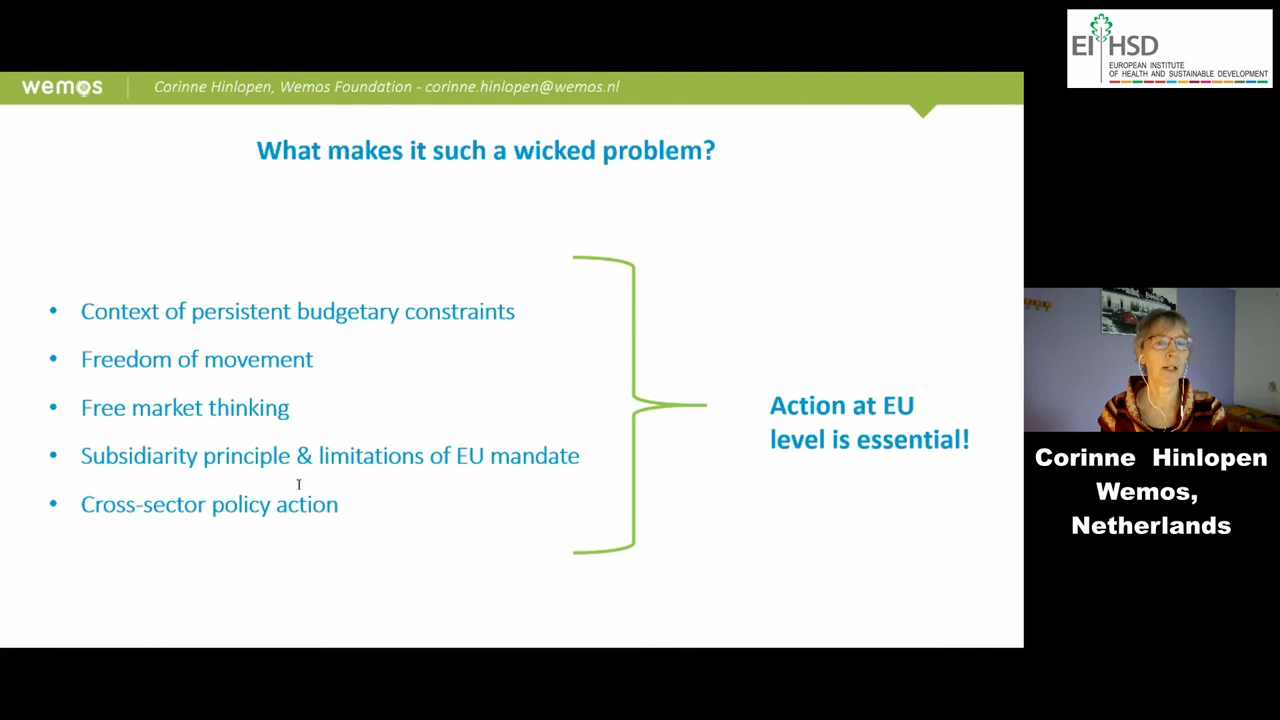 wemos
Corinne Hinlopen, Wemos Foundation - corinne.hinlopen@wemos.nl
What makes it such a wicked problem?
• Context of persistent budgetary constraints
• Freedom of movement
• Free market thinking
• Subsidiarity principle & limitations of EU mandate
• Cross-sector policy action
Action at EU
level is essential!
EIHSD
EUROPEAN INSTITUTE
OF HEALTH AND SUSTAINABLE DEVELOPMENT
Corinne Hinlopen
Wemos,
Netherlands